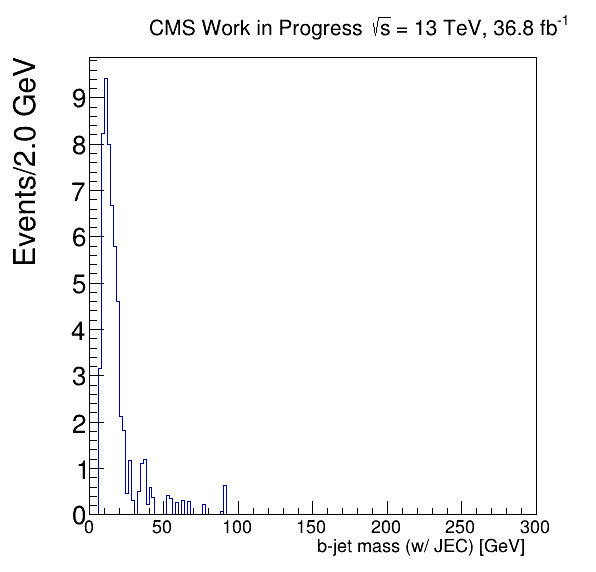 CMS Work in Progress √s = 13 TeV, 36.8 fb⁻¹
Events/2.0 GeV
9
8
7
6
5
4
3
2
1
0
0 50 100 150 200 250 300
b-jet mass (w/ JEC) [GeV]